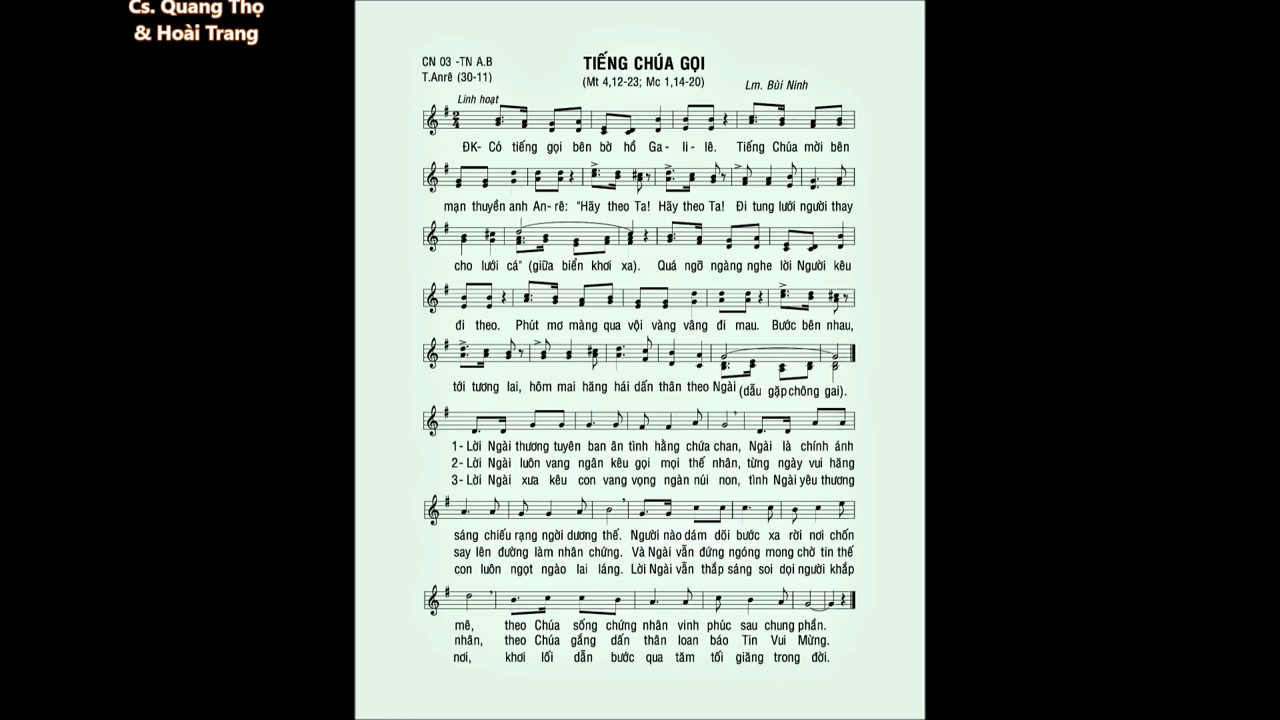 Cs. Quang Thọ
& Hoài Trang
CN 03 -TN A.B
T.Anrê (30-11)
TIẾNG CHÚA GỌI
(Mt 4,12-23; Mc 1,14-20)
Lm. Bùi Ninh
Linh hoạt
ĐK- Có tiếng gọi bên bờ hồ Ga- li- lê. Tiếng Chúa mời bên
mạn thuyền anh An-rê: "Hãy theo Ta! Hãy theo Ta! Đi tung lưới người thay
cho lưới cá" (giữa biển khơi xa). Quá ngỡ ngàng nghe lời Người kêu
đi theo. Phút mơ màng qua vội vàng vâng đi mau. Bước bên nhau,
tới tương lai, hôm mai hăng hái dấn thân theo Ngài (dẫu gặp chông gai).
1- Lời Ngài thương tuyên ban ân tình hằng chứa chan, Ngài là chính ánh
2- Lời Ngài luôn vang ngân kêu gọi mọi thế nhân, từng ngày vui hăng
3- Lời Ngài xưa kêu con vang vọng ngàn núi non, tình Ngài yêu thương
sáng chiếu rạng ngời dương thế. Người nào dám dõi bước xa rời nơi chốn
say lên đường làm nhân chứng. Và Ngài vẫn đứng ngóng mong chờ tin thế
con luôn ngọt ngào lai láng. Lời Ngài vẫn thắp sáng soi dọi người khắp
mê, theo Chúa sống chứng nhân vinh phúc sau chung phần.
nhân, theo Chúa gắng dấn thân loan báo Tin Vui Mừng.
nơi, khơi lối dẫn bước qua tăm tối giăng trong đời.